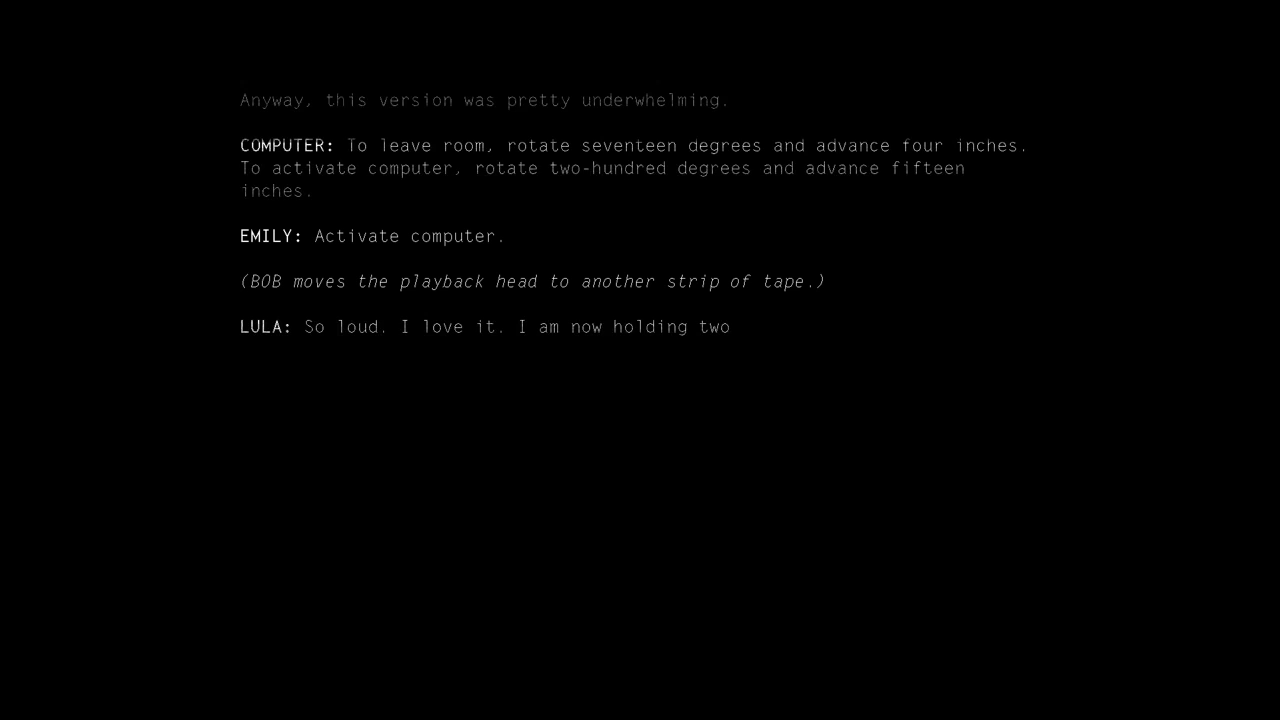 Anyway, this version was pretty underwhelming.
COMPUTER: To leave room, rotate seventeen degrees and advance four inches.
To activate computer, rotate two-hundred degrees and advance fifteen
inches.
EMILY: Activate computer.
(BOB moves the playback head to another strip of tape.)
LULA: So loud. I love it. I am now holding two